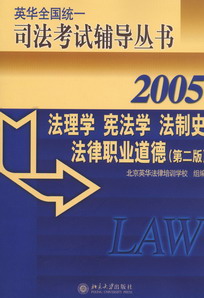 英华全国统一
司法考试辅导丛书
2005
法理学 宪法学 法制史
法律职业道德(第二版)
北京英华法律培训学校 组编
LAW
北京大学出版社